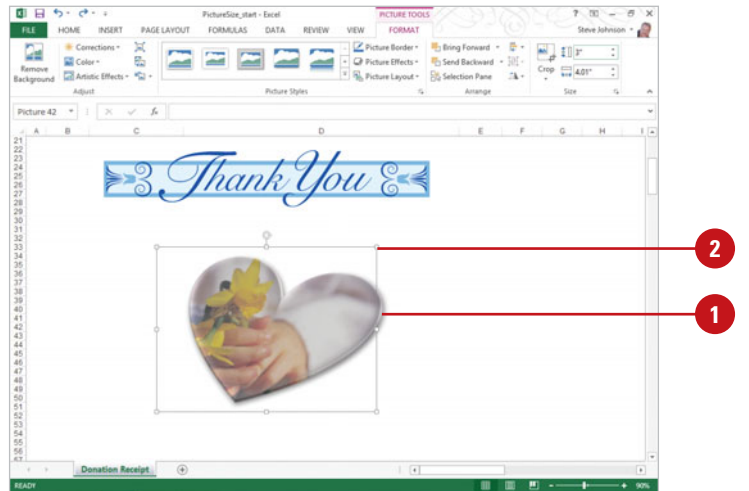 PictureSize_start - Excel
PICTURE TOOLS
FILE HOME INSERT PAGE LAYOUT FORMULAS DATA REVIEW VIEW FORMAT Steve Johnson
Remove Background
Corrections
Color
Artistic Effects
Adjust
Picture Styles
Picture Border
Picture Effects
Picture Layout
Bring Forward
Send Backward
Selection Pane
Arrange
Crop
3"
4.01"
Size
Picture 42
fx
A B C D E F G H I
21
22
23
24
25
26
27
28
29
30
31
32
33
34
35
36
37
38
39
40
41
42
43
44
45
46
47
48
49
50
51
52
53
54
55
56
57
Thank You
2
1
Donation Receipt
READY
90%